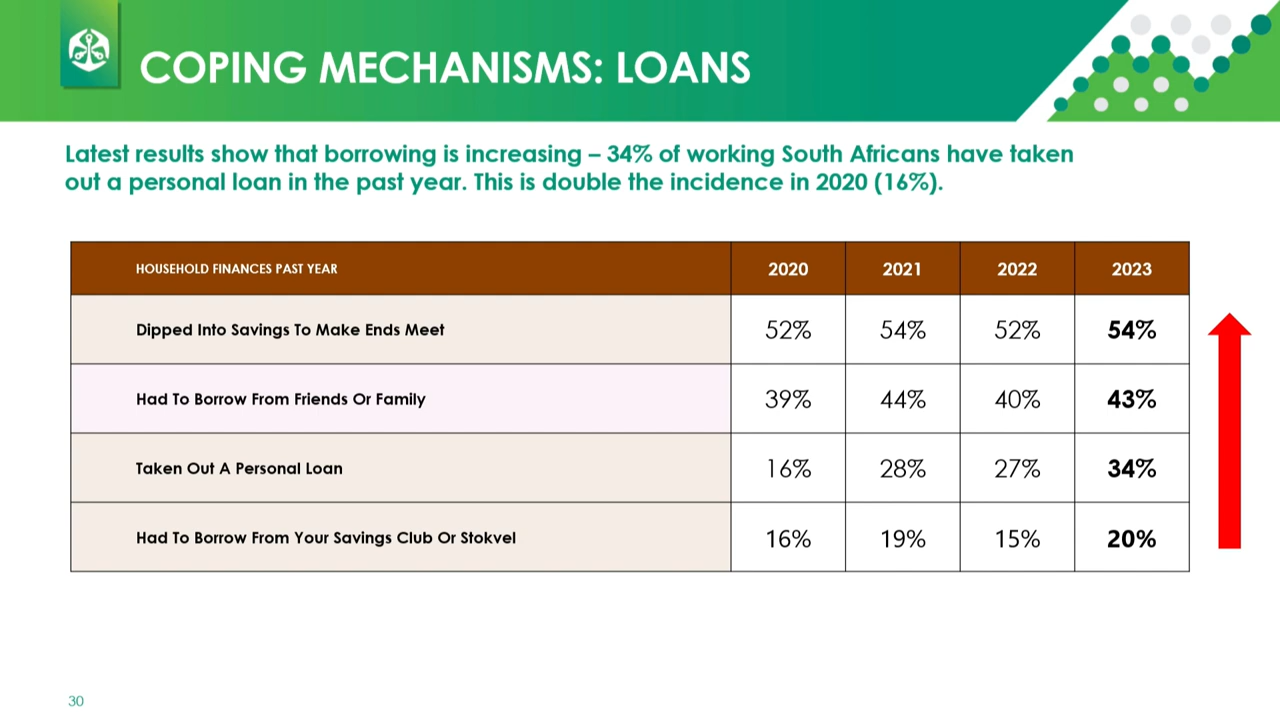 COPING MECHANISMS: LOANS
Latest results show that borrowing is increasing – 34% of working South Africans have taken
out a personal loan in the past year. This is double the incidence in 2020 (16%).
HOUSEHOLD FINANCES PAST YEAR 2020 2021 2022 2023
Dipped Into Savings To Make Ends Meet 52% 54% 52% 54%
Had To Borrow From Friends Or Family 39% 44% 40% 43%
Taken Out A Personal Loan 16% 28% 27% 34%
Had To Borrow From Your Savings Club Or Stokvel 16% 19% 15% 20%
30